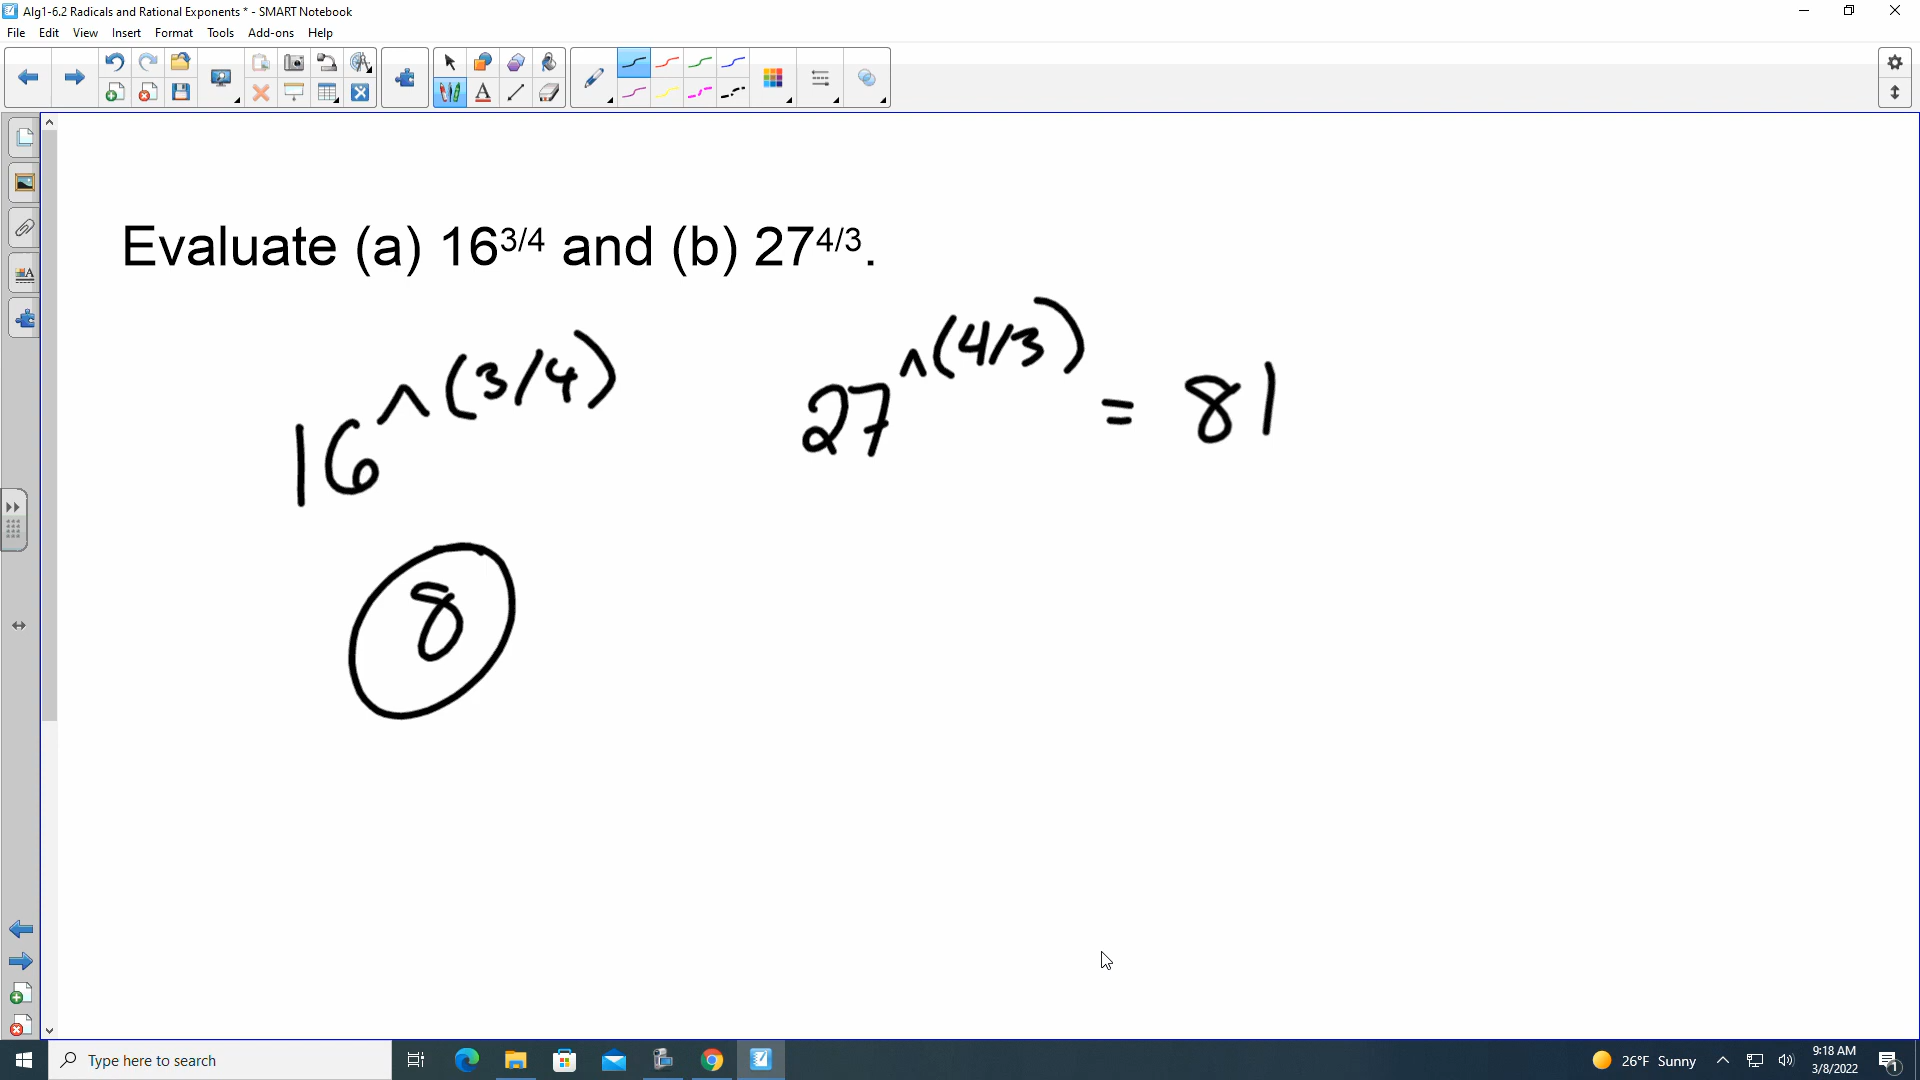 Alg1-6.2 Radicals and Rational Exponents * - SMART Notebook
File Edit View Insert Format Tools Add-ons Help
Evaluate (a) 16^3/4 and (b) 27^4/3.
16^(3/4)
27^(4/3) = 81
8
Type here to search
26°F Sunny
9:18 AM
3/8/2022
1